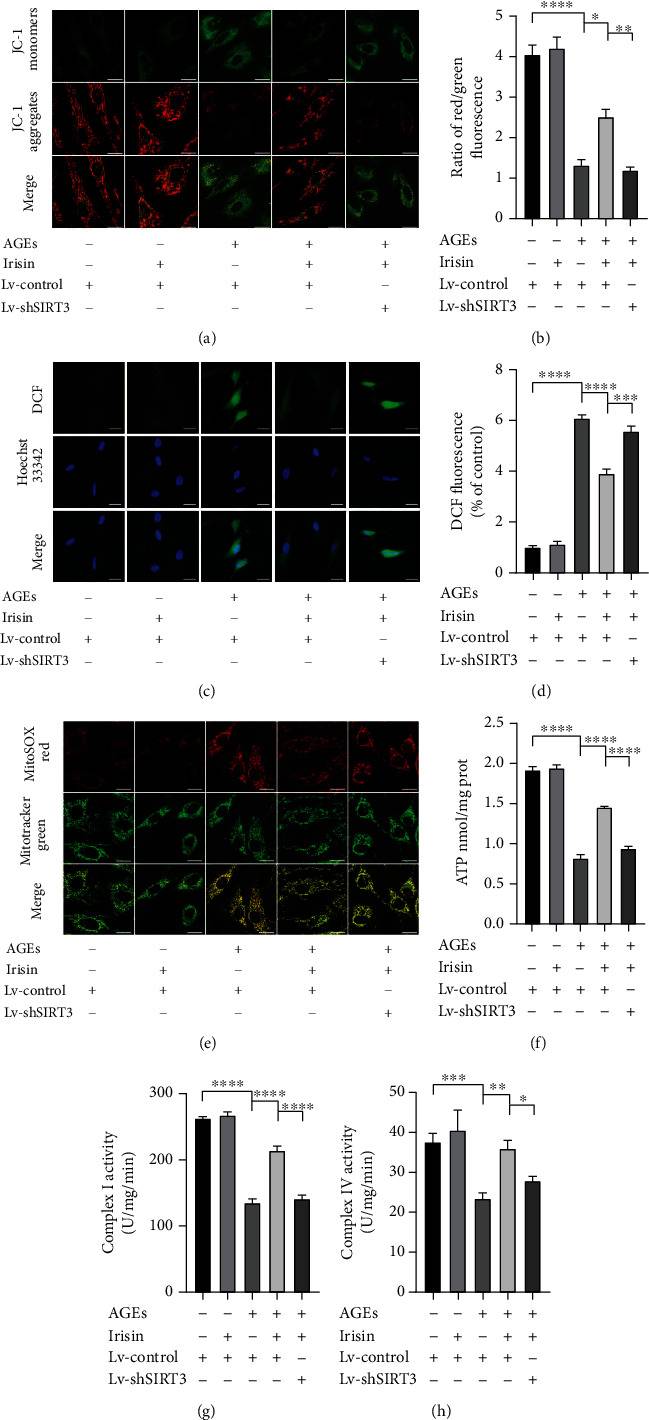 JC-1
monomers
JC-1
aggregates
Merge
AGEs – – + + +
Irisin – + – + +
Lv-control + + + + –
Lv-shSIRT3 – – – – +
(a)
Ratio of red/green
fluorescence
5
4
3
2
1
0
**** * **
AGEs – – + + +
Irisin – + – + +
Lv-control + + + + –
Lv-shSIRT3 – – – – +
(b)
DCF
Hoechst
33342
Merge
AGEs – – + + +
Irisin – + – + +
Lv-control + + + + –
Lv-shSIRT3 – – – – +
(c)
DCF fluorescence
(% of control)
8
6
4
2
0
**** **** ***
AGEs – – + + +
Irisin – + – + +
Lv-control + + + + –
Lv-shSIRT3 – – – – +
(d)
MitoSOX
red
Mitotracker
green
Merge
AGEs – – + + +
Irisin – + – + +
Lv-control + + + + –
Lv-shSIRT3 – – – – +
(e)
ATP nmol/mg prot
2.5
2.0
1.5
1.0
0.5
0.0
**** **** ****
AGEs – – + + +
Irisin – + – + +
Lv-control + + + + –
Lv-shSIRT3 – – – – +
(f)
Complex I activity
(U/mg/min)
300
200
100
0
**** **** ****
AGEs – – + + +
Irisin – + – + +
Lv-control + + + + –
Lv-shSIRT3 – – – – +
(g)
Complex IV activity
(U/mg/min)
50
40
30
20
10
0
*** ** *
AGEs – – + + +
Irisin – + – + +
Lv-control + + + + –
Lv-shSIRT3 – – – – +
(h)